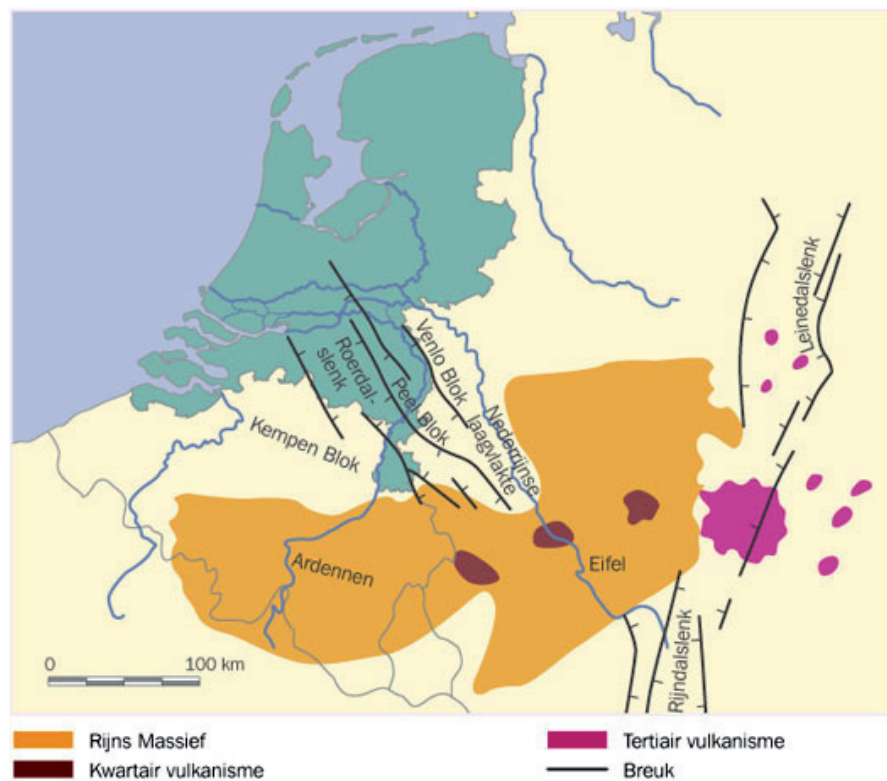 Leinedalslenk
Venlo Blok
Roerdal-
slenk
Peel Blok
Kempen Blok
Nederrijnse
laagvlakte
Ardennen
Eifel
Rijndalslenk
0 100 km
Rijns Massief
Tertiair vulkanisme
Kwartair vulkanisme
Breuk